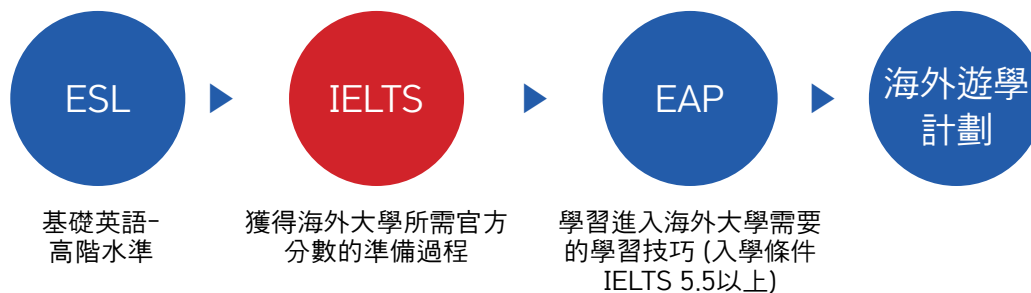 ESL
IELTS
EAP
海外遊學
計劃
基礎英語-
高階水準
獲得海外大學所需官方
分數的準備過程
學習進入海外大學需要
的學習技巧 (入學條件
IELTS 5.5以上)